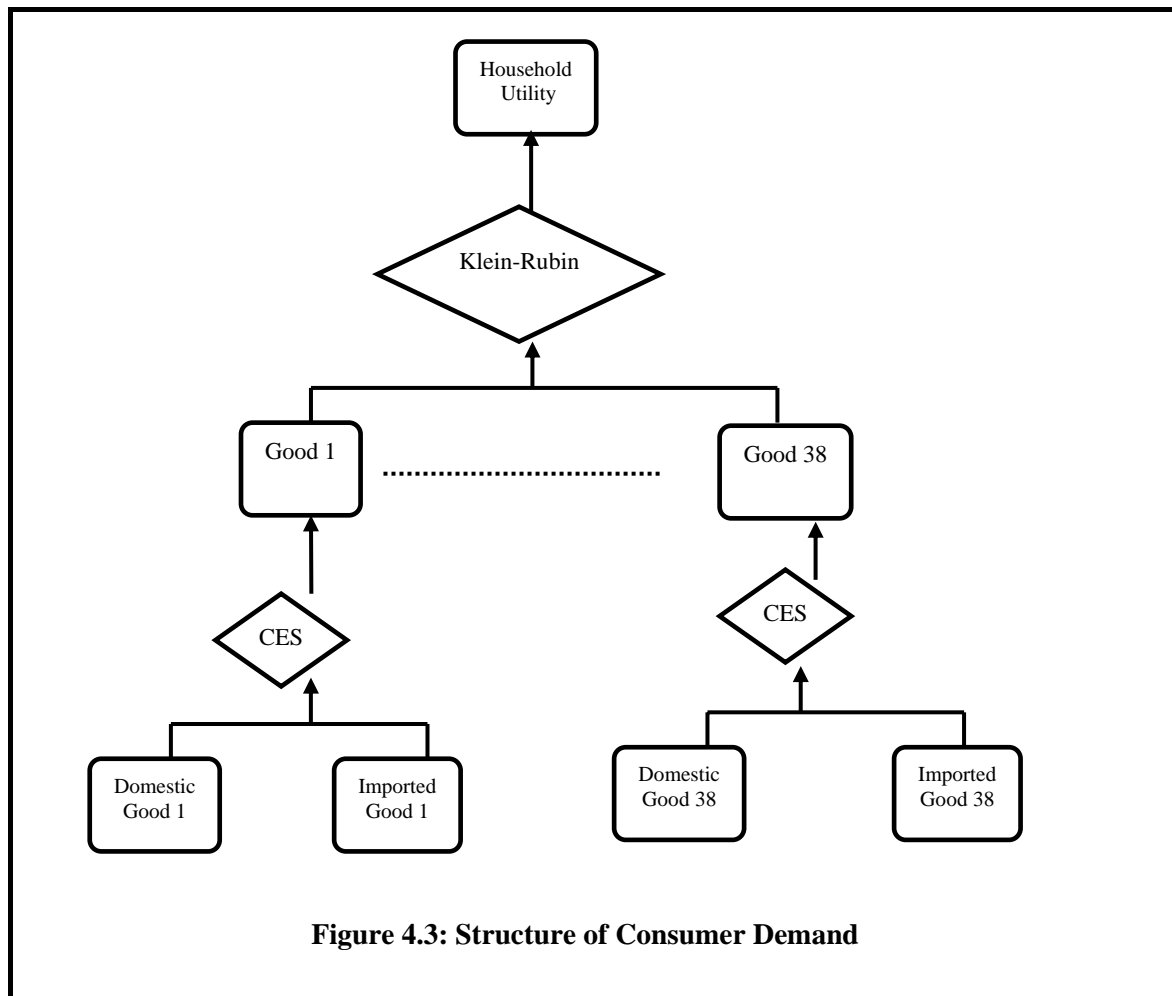 Household
Utility
Klein-Rubin
Good 1
Good 38
CES
CES
Domestic
Good 1
Imported
Good 1
Domestic
Good 38
Imported
Good 38
Figure 4.3: Structure of Consumer Demand